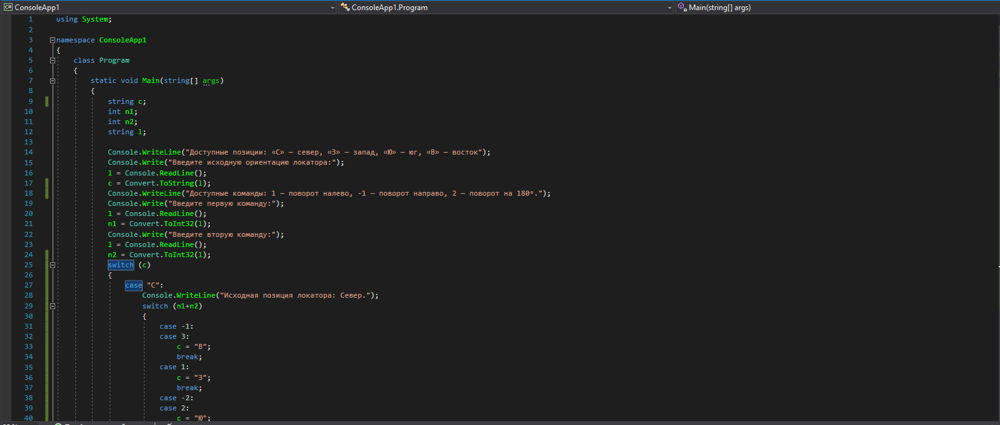 ConsoleApp1 ConsoleApp1.Program Main(string[] args)
1 using System;
2
3 namespace ConsoleApp1
4 {
5 class Program
6 {
7 static void Main(string[] args)
8 {
9 string c;
10 int n1;
11 int n2;
12 string l;
13
14 Console.WriteLine("Доступные позиции: «С» – север, «З» – запад, «Ю» – юг, «В» – восток");
15 Console.Write("Введите исходную ориентацию локатора:");
16 l = Console.ReadLine();
17 c = Convert.ToString(l);
18 Console.WriteLine("Доступные команды: 1 – поворот налево, -1 – поворот направо, 2 – поворот на 180°.");
19 Console.Write("Введите первую команду:");
20 l = Console.ReadLine();
21 n1 = Convert.ToInt32(l);
22 Console.Write("Введите вторую команду:");
23 l = Console.ReadLine();
24 n2 = Convert.ToInt32(l);
25 switch (c)
26 {
27 case "С":
28 Console.WriteLine("Исходная позиция локатора: Север.");
29 switch (n1+n2)
30 {
31 case -1:
32 case 3:
33 c = "В";
34 break;
35 case 1:
36 c = "З";
37 break;
38 case -2:
39 case 2:
40 c = "Ю";